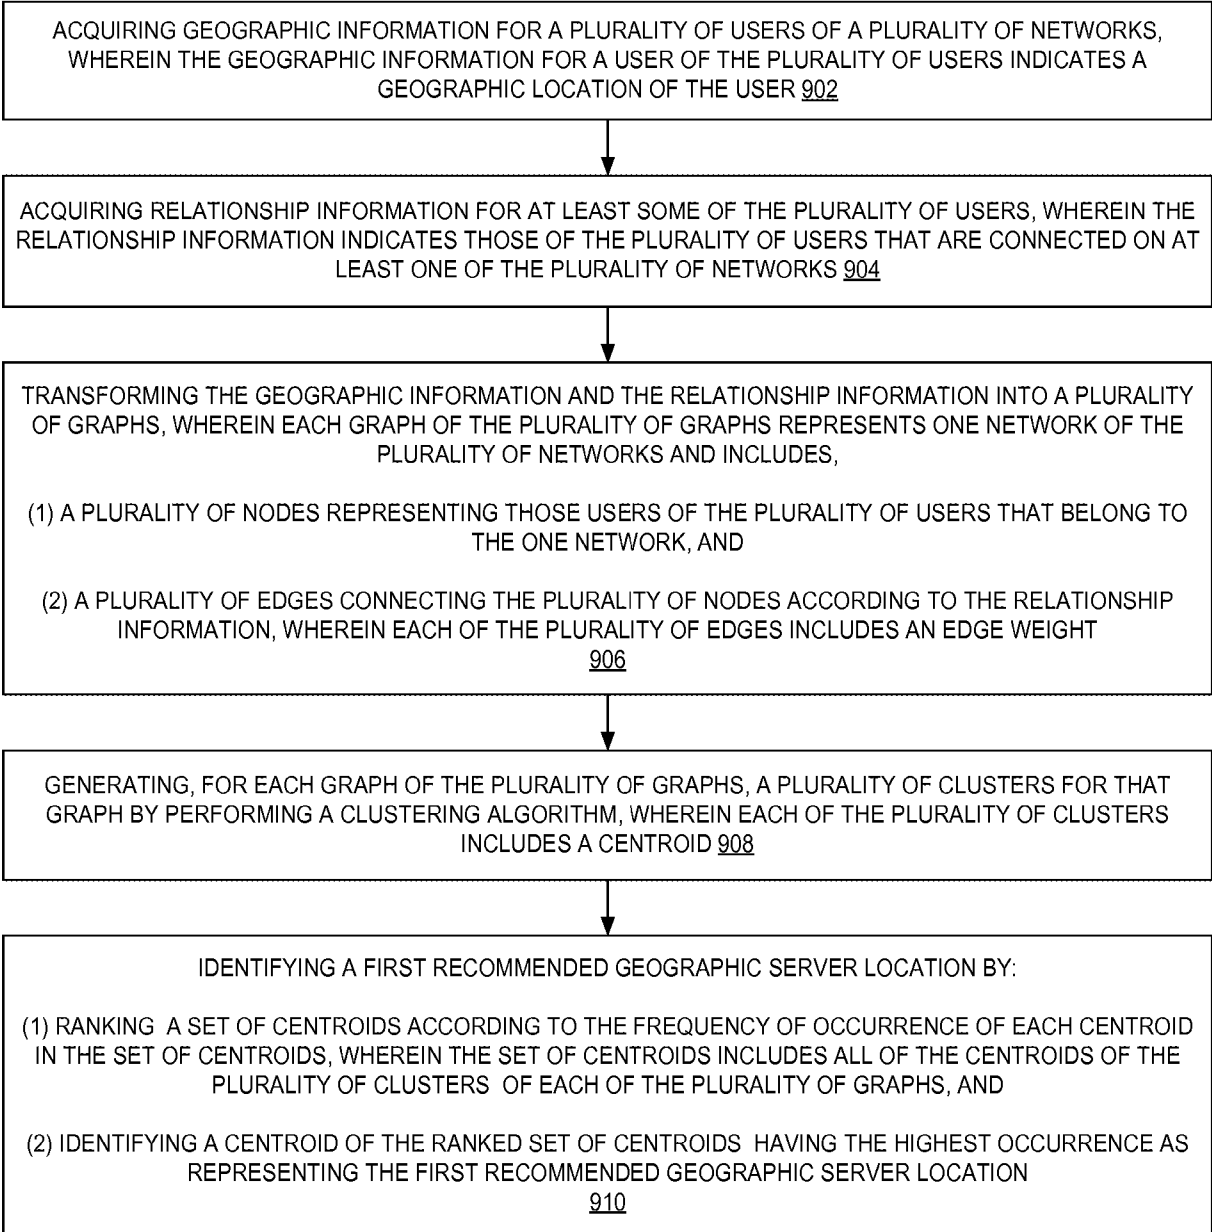 ACQUIRING GEOGRAPHIC INFORMATION FOR A PLURALITY OF USERS OF A PLURALITY OF NETWORKS,
WHEREIN THE GEOGRAPHIC INFORMATION FOR A USER OF THE PLURALITY OF USERS INDICATES A
GEOGRAPHIC LOCATION OF THE USER 902
ACQUIRING RELATIONSHIP INFORMATION FOR AT LEAST SOME OF THE PLURALITY OF USERS, WHEREIN THE
RELATIONSHIP INFORMATION INDICATES THOSE OF THE PLURALITY OF USERS THAT ARE CONNECTED ON AT
LEAST ONE OF THE PLURALITY OF NETWORKS 904
TRANSFORMING THE GEOGRAPHIC INFORMATION AND THE RELATIONSHIP INFORMATION INTO A PLURALITY
OF GRAPHS, WHEREIN EACH GRAPH OF THE PLURALITY OF GRAPHS REPRESENTS ONE NETWORK OF THE
PLURALITY OF NETWORKS AND INCLUDES,
(1) A PLURALITY OF NODES REPRESENTING THOSE USERS OF THE PLURALITY OF USERS THAT BELONG TO
THE ONE NETWORK, AND
(2) A PLURALITY OF EDGES CONNECTING THE PLURALITY OF NODES ACCORDING TO THE RELATIONSHIP
INFORMATION, WHEREIN EACH OF THE PLURALITY OF EDGES INCLUDES AN EDGE WEIGHT
906
GENERATING, FOR EACH GRAPH OF THE PLURALITY OF GRAPHS, A PLURALITY OF CLUSTERS FOR THAT
GRAPH BY PERFORMING A CLUSTERING ALGORITHM, WHEREIN EACH OF THE PLURALITY OF CLUSTERS
INCLUDES A CENTROID 908
IDENTIFYING A FIRST RECOMMENDED GEOGRAPHIC SERVER LOCATION BY:
(1) RANKING A SET OF CENTROIDS ACCORDING TO THE FREQUENCY OF OCCURRENCE OF EACH CENTROID
IN THE SET OF CENTROIDS, WHEREIN THE SET OF CENTROIDS INCLUDES ALL OF THE CENTROIDS OF THE
PLURALITY OF CLUSTERS OF EACH OF THE PLURALITY OF GRAPHS, AND
(2) IDENTIFYING A CENTROID OF THE RANKED SET OF CENTROIDS HAVING THE HIGHEST OCCURRENCE AS
REPRESENTING THE FIRST RECOMMENDED GEOGRAPHIC SERVER LOCATION
910